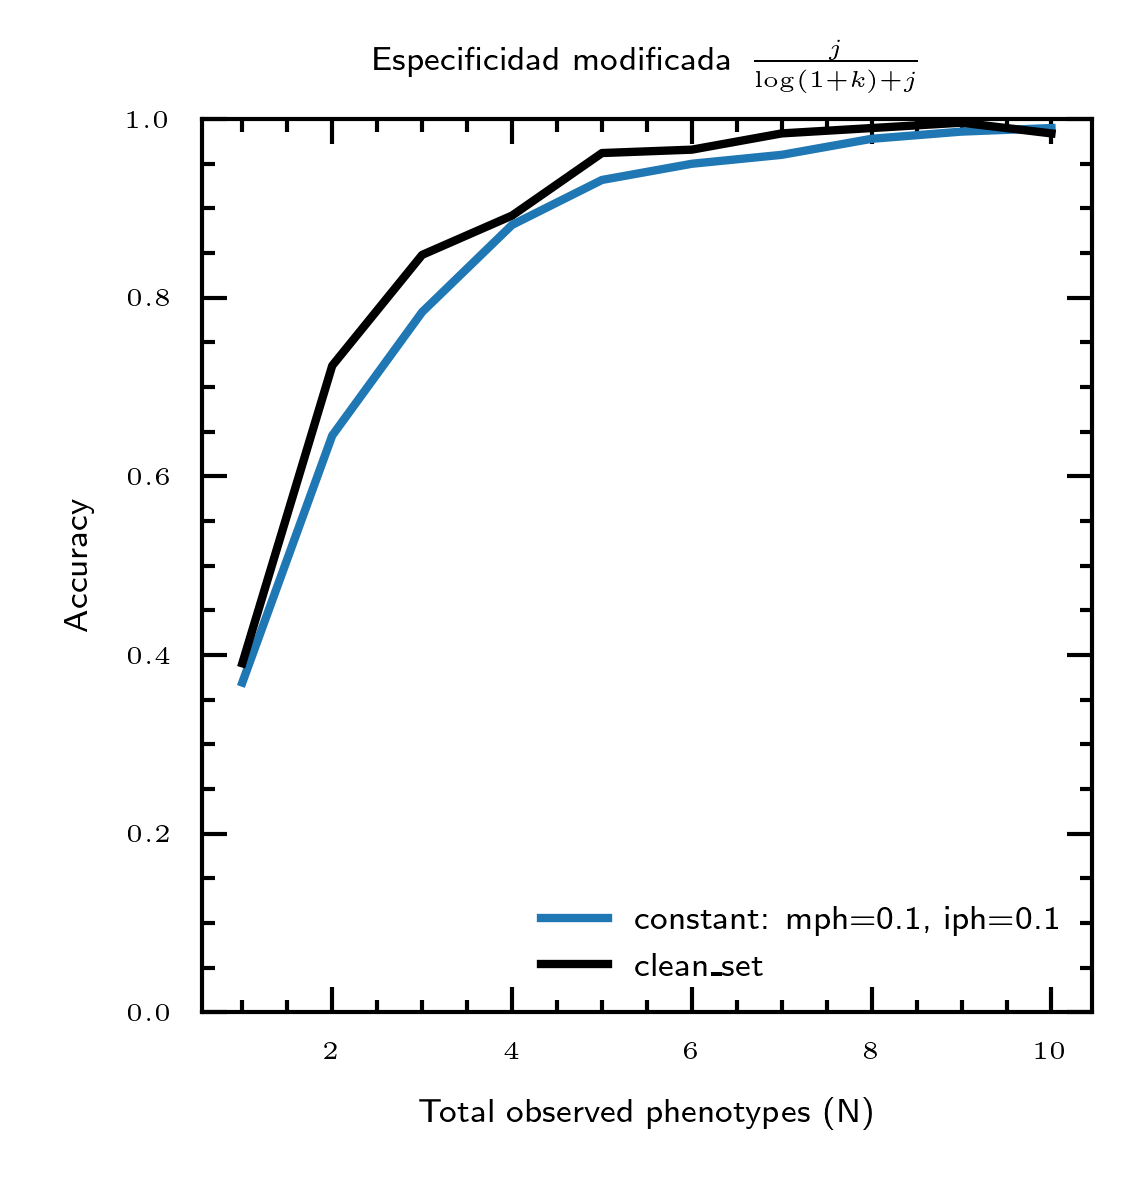 Especificidad modificada j/log(1+k)+j
1.0
0.8
0.6
0.4
0.2
0.0
Accuracy
constant: mph=0.1, iph=0.1
clean_set
2 4 6 8 10
Total observed phenotypes (N)